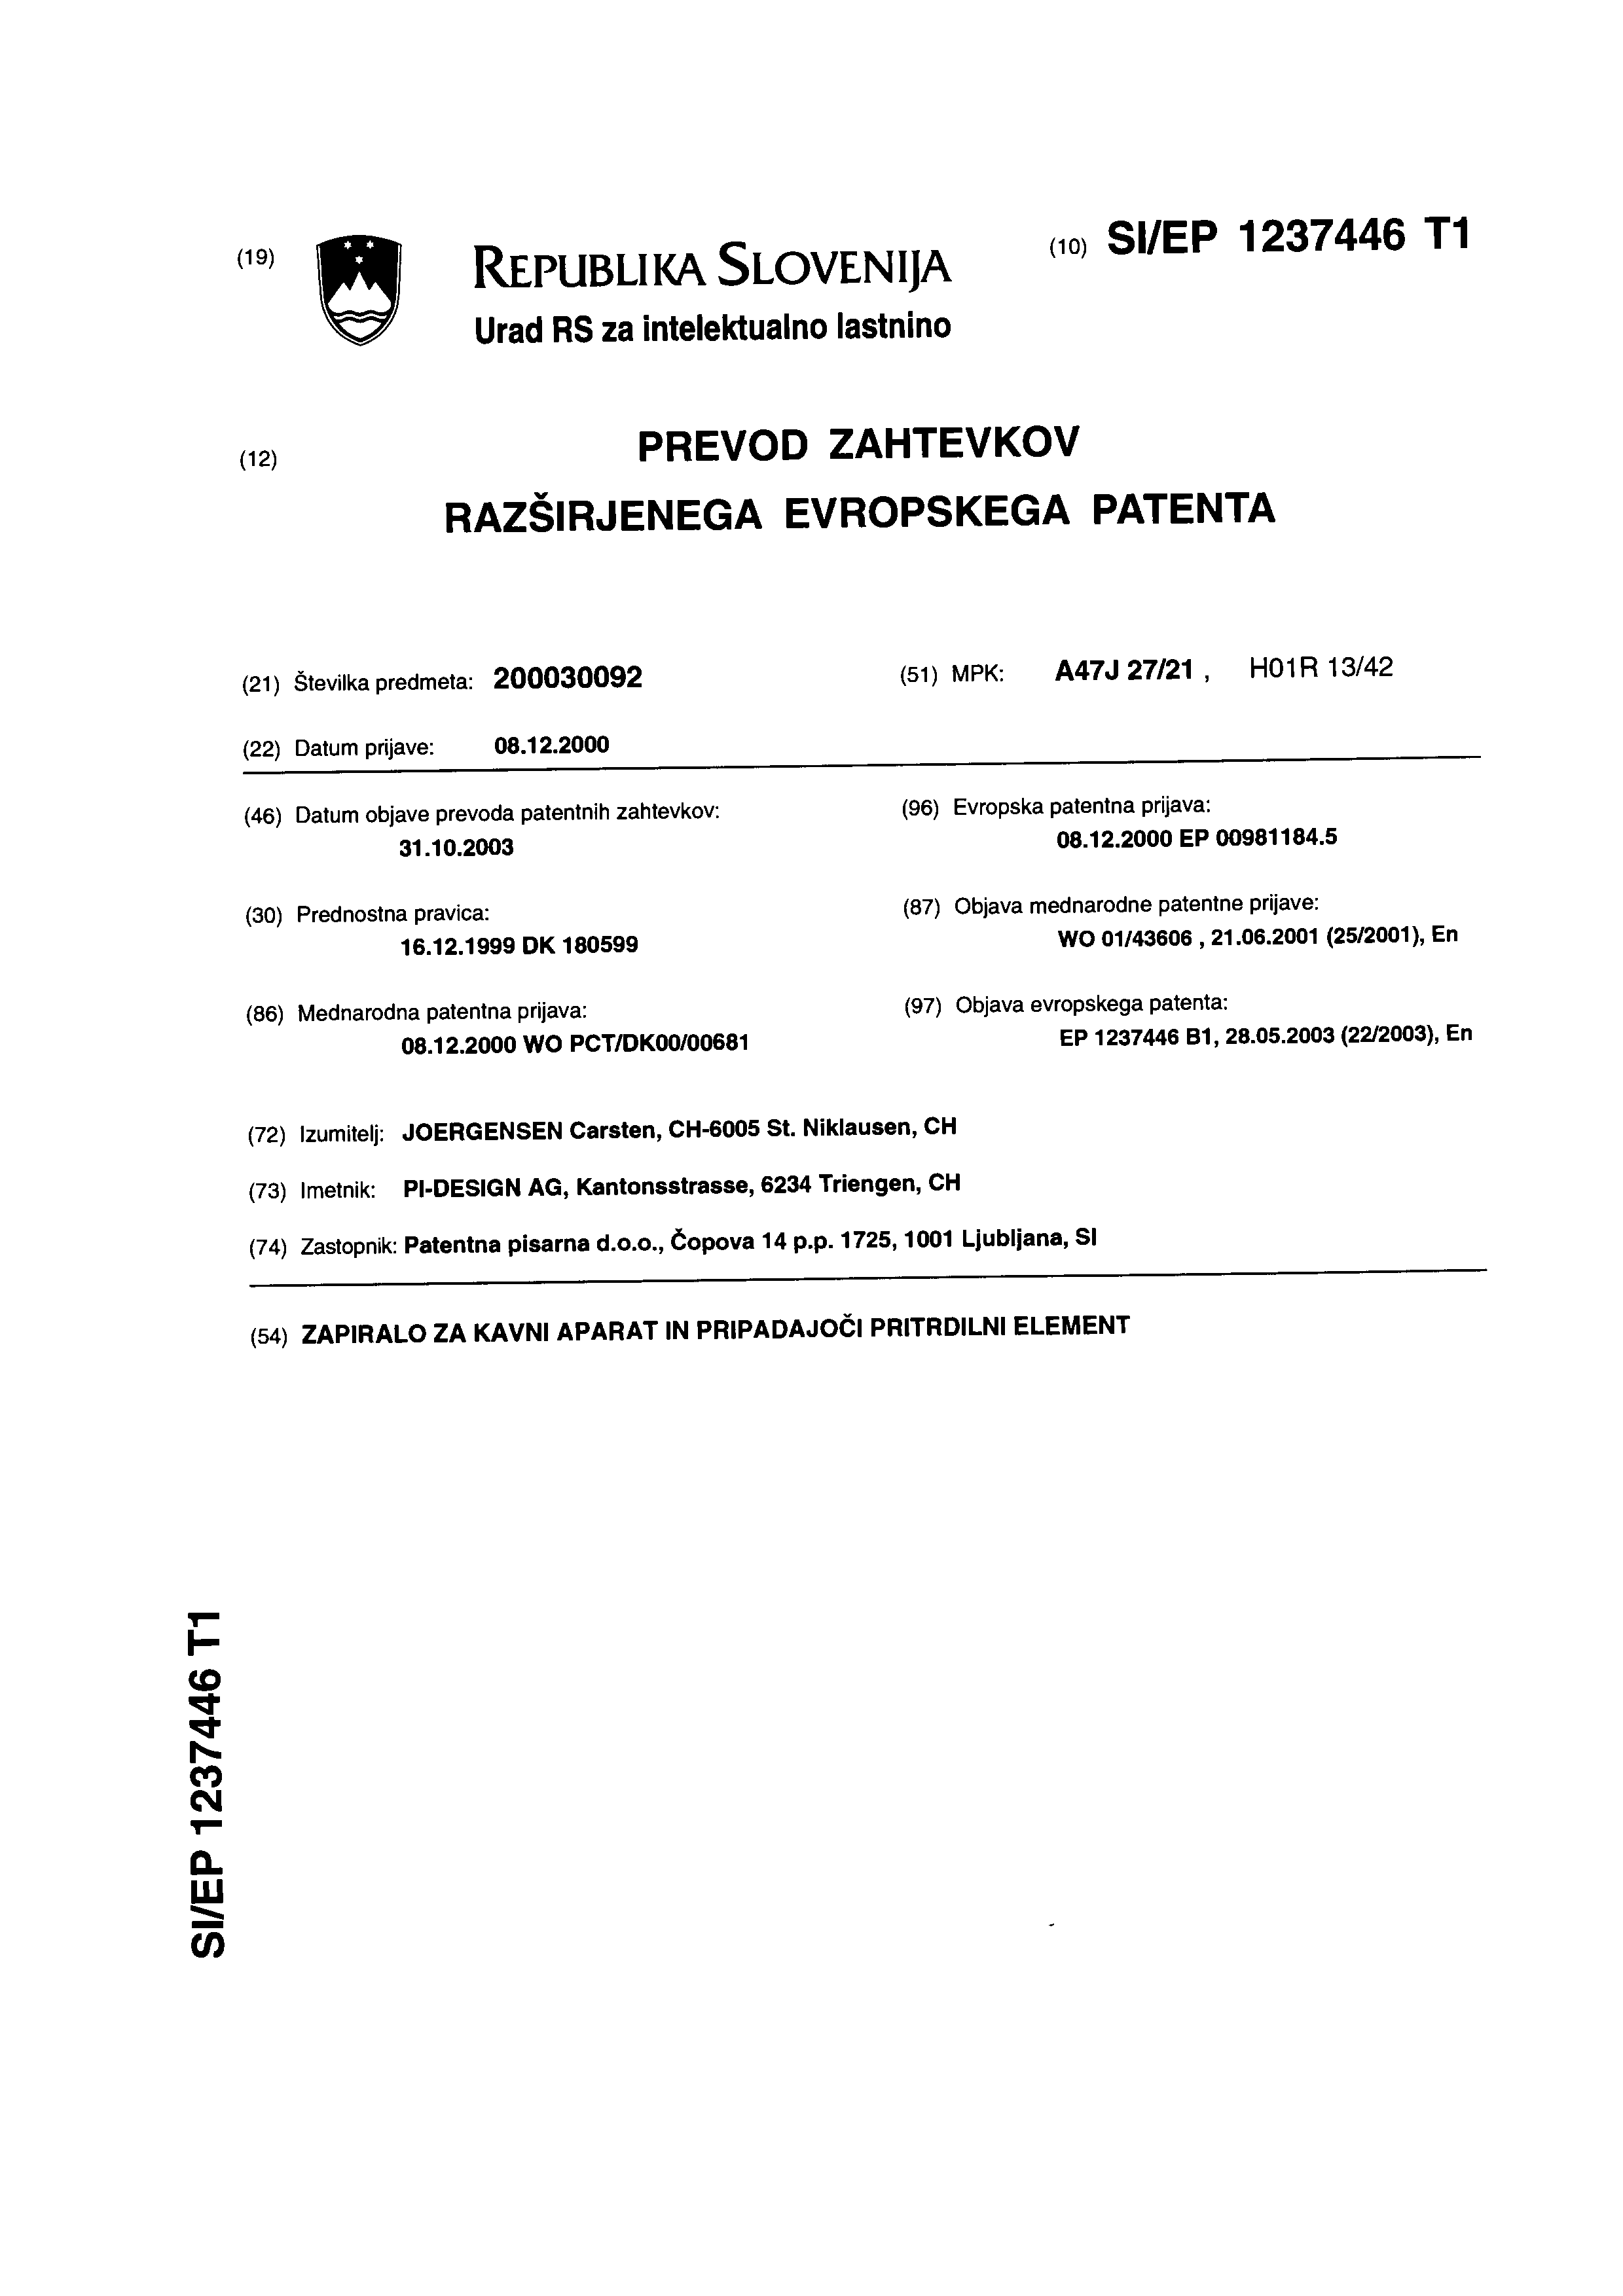 (19)
REPUBLIKA SLOVENIJA
Urad RS za intelektualno lastnino
(10) SI/EP 1237446 T1
(12)
PREVOD ZAHTEVKOV
RAZŠIRJENEGA EVROPSKEGA PATENTA
(21) Številka predmeta: 200030092
(51) MPK: A47J 27/21 , H01R 13/42
(22) Datum prijave: 08.12.2000
(46) Datum objave prevoda patentnih zahtevkov:
31.10.2003
(96) Evropska patentna prijava:
08.12.2000 EP 00981184.5
(30) Prednostna pravica:
16.12.1999 DK 180599
(87) Objava mednarodne patentne prijave:
WO 01/43606 , 21.06.2001 (25/2001), En
(86) Mednarodna patentna prijava:
08.12.2000 WO PCT/DK00/00681
(97) Objava evropskega patenta:
EP 1237446 B1, 28.05.2003 (22/2003), En
(72) Izumitelj: JOERGENSEN Carsten, CH-6005 St. Niklausen, CH
(73) Imetnik: PI-DESIGN AG, Kantonsstrasse, 6234 Triengen, CH
(74) Zastopnik: Patentna pisarna d.o.o., Čopova 14 p.p. 1725, 1001 Ljubljana, SI
(54) ZAPIRALO ZA KAVNI APARAT IN PRIPADAJOČI PRITRDILNI ELEMENT
SI/EP 1237446 T1